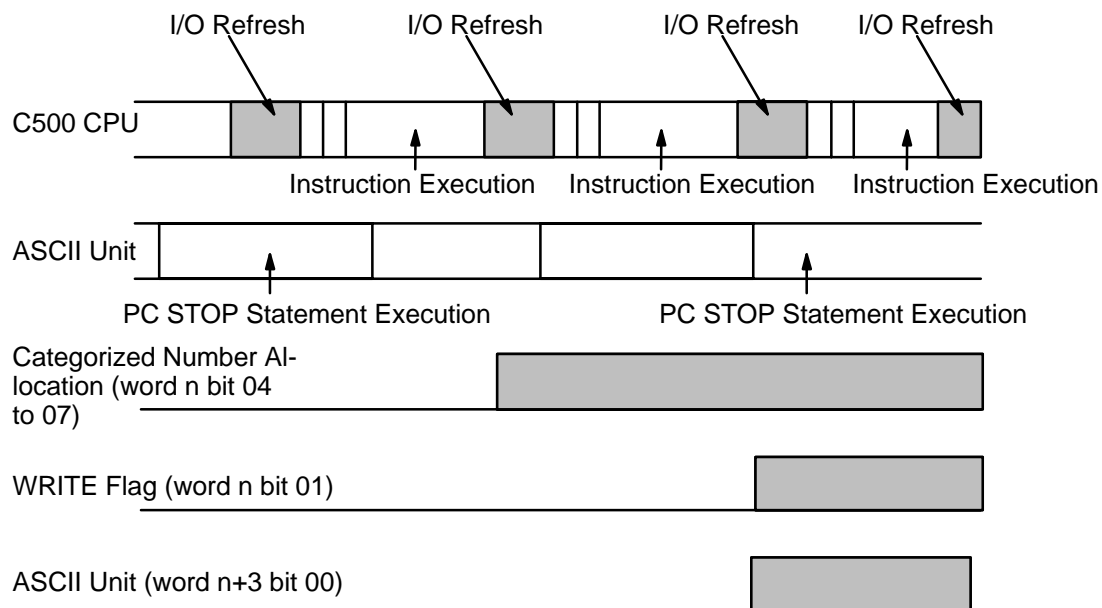 I/O Refresh I/O Refresh I/O Refresh I/O Refresh
C500 CPU
Instruction Execution Instruction Execution Instruction Execution
ASCII Unit
PC STOP Statement Execution PC STOP Statement Execution
Categorized Number Al-
location (word n bit 04
to 07)
WRITE Flag (word n bit 01)
ASCII Unit (word n+3 bit 00)